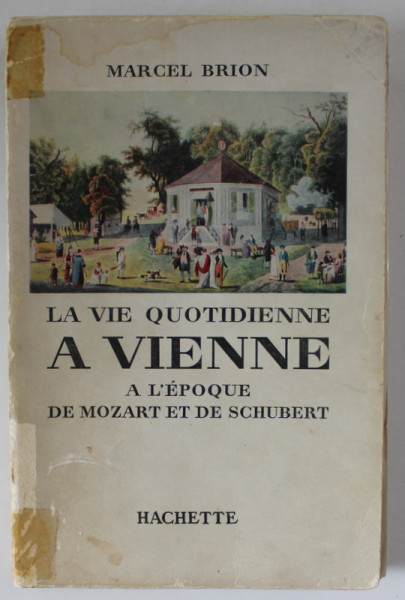 MARCEL BRION
LA VIE QUOTIDIENNE
A VIENNE
A L'ÉPOQUE
DE MOZART ET DE SCHUBERT
HACHETTE